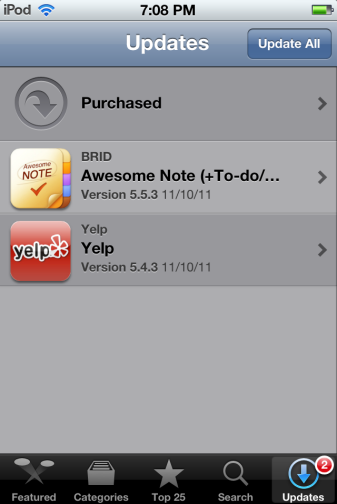 iPod 7:08 PM
Updates Update All
Purchased
Awesome
NOTE
BRID
Awesome Note (+To-do/...
Version 5.5.3 11/10/11
yelp
Yelp
Yelp
Version 5.4.3 11/10/11
2
Featured Categories Top 25 Search Updates